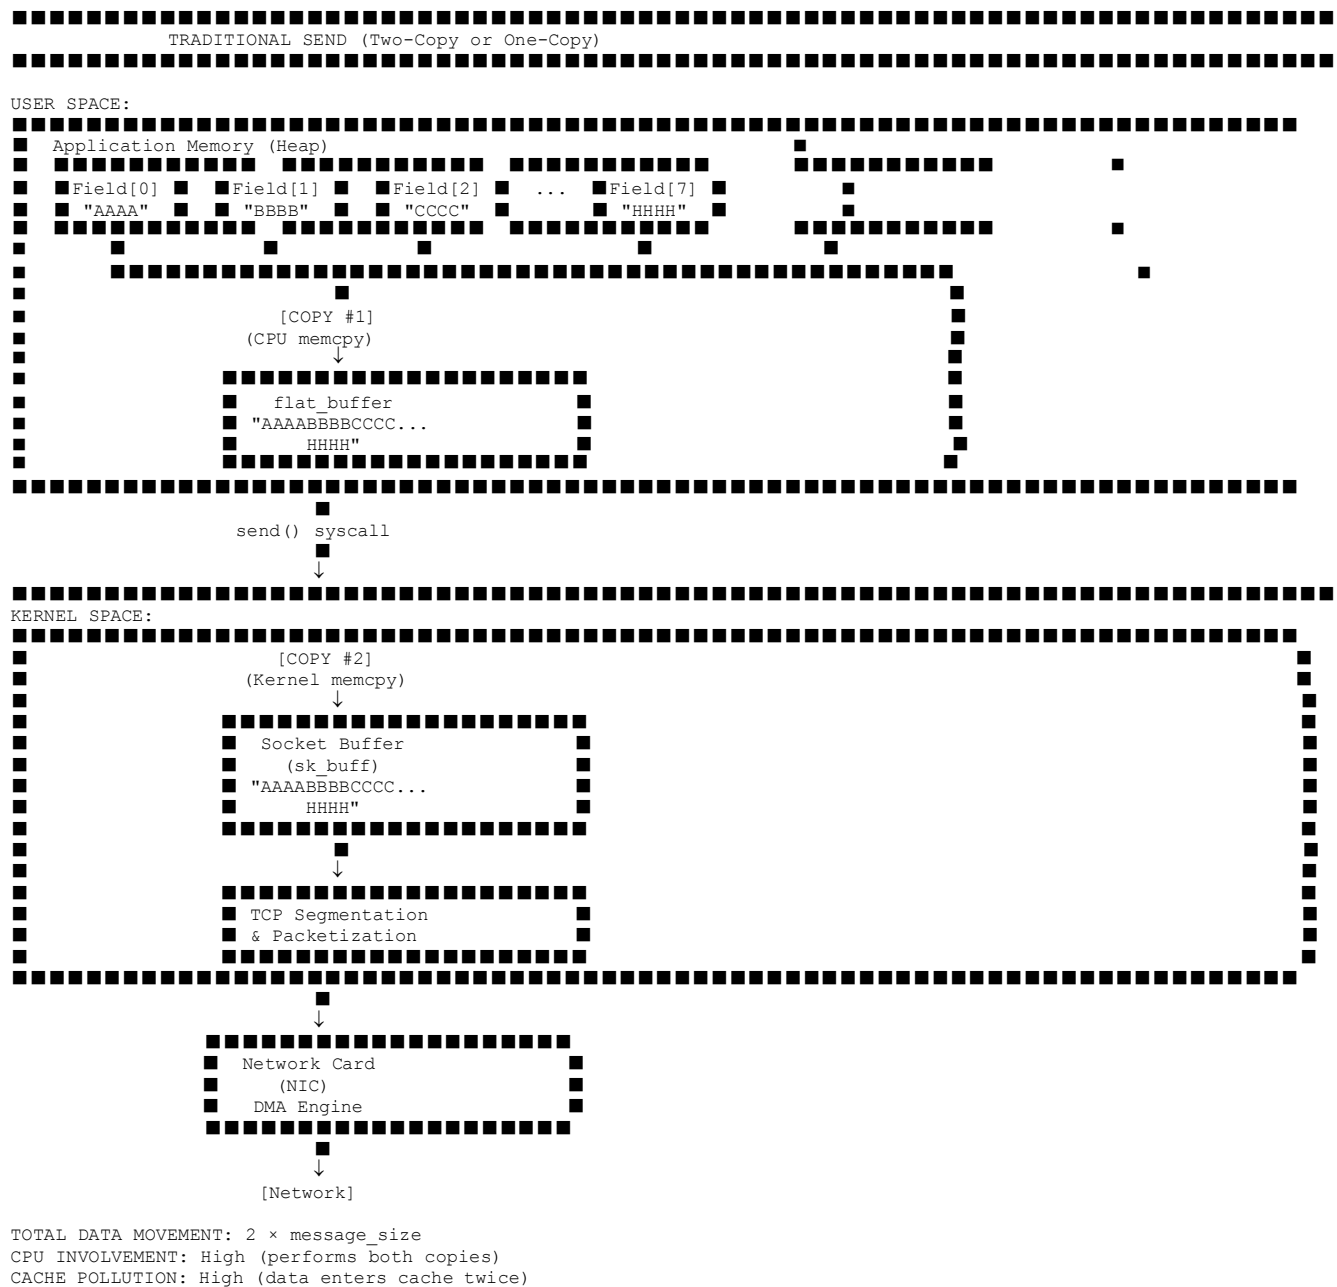 TRADITIONAL SEND (Two-Copy or One-Copy)
USER SPACE:
Application Memory (Heap)
Field[0] Field[1] Field[2] ... Field[7]
"AAAA" "BBBB" "CCCC" "HHHH"
[COPY #1]
(CPU memcpy)
↓
flat_buffer
"AAAABBBBCCCC...
HHHH"
send() syscall
↓
KERNEL SPACE:
[COPY #2]
(Kernel memcpy)
↓
Socket Buffer
(sk_buff)
"AAAABBBBCCCC...
HHHH"
↓
TCP Segmentation
& Packetization
↓
Network Card
(NIC)
DMA Engine
↓
[Network]
TOTAL DATA MOVEMENT: 2 × message_size
CPU INVOLVEMENT: High (performs both copies)
CACHE POLLUTION: High (data enters cache twice)